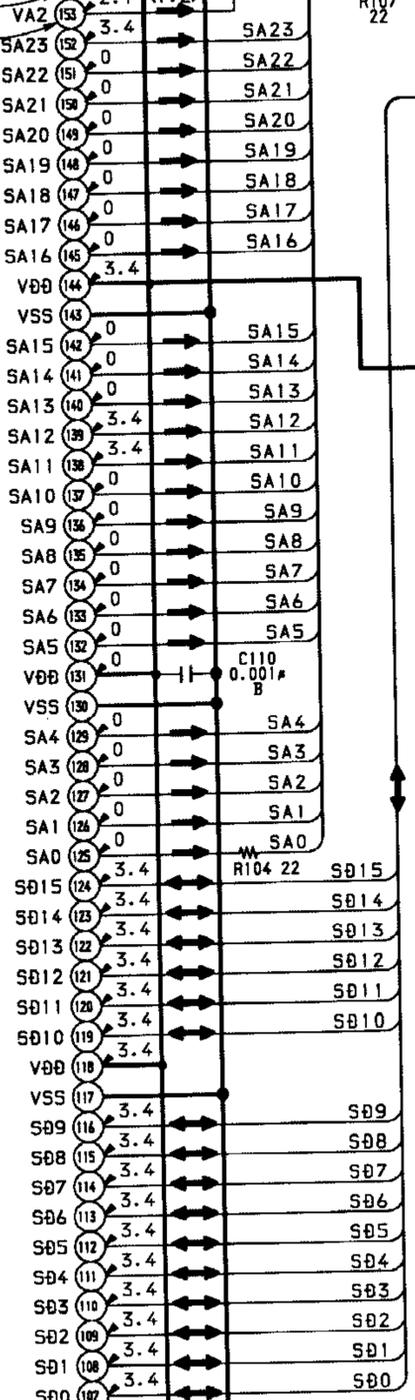 R107
22
VA2 153
SA23 152 3.4 SA23
SA22 151 0 SA22
SA21 150 0 SA21
SA20 149 0 SA20
SA19 148 0 SA19
SA18 147 0 SA18
SA17 146 0 SA17
SA16 145 0 SA16
VDD 144 3.4
VSS 143
SA15 142 0 SA15
SA14 141 0 SA14
SA13 140 0 SA13
SA12 139 3.4 SA12
SA11 138 3.4 SA11
SA10 137 0 SA10
SA9 136 0 SA9
SA8 135 0 SA8
SA7 134 0 SA7
SA6 133 0 SA6
SA5 132 0 SA5
VDD 131 0
C110
0.001μ
B
VSS 130
SA4 129 0 SA4
SA3 128 0 SA3
SA2 127 0 SA2
SA1 126 0 SA1
SA0 125 0 SA0
R104 22
SD15 124 3.4 SD15
SD14 123 3.4 SD14
SD13 122 3.4 SD13
SD12 121 3.4 SD12
SD11 120 3.4 SD11
SD10 119 3.4 SD10
VDD 118 3.4
VSS 117
SD9 116 3.4 SD9
SD8 115 3.4 SD8
SD7 114 3.4 SD7
SD6 113 3.4 SD6
SD5 112 3.4 SD5
SD4 111 3.4 SD4
SD3 110 3.4 SD3
SD2 109 3.4 SD2
SD1 108 3.4 SD1
SD0 107 3.4 SD0